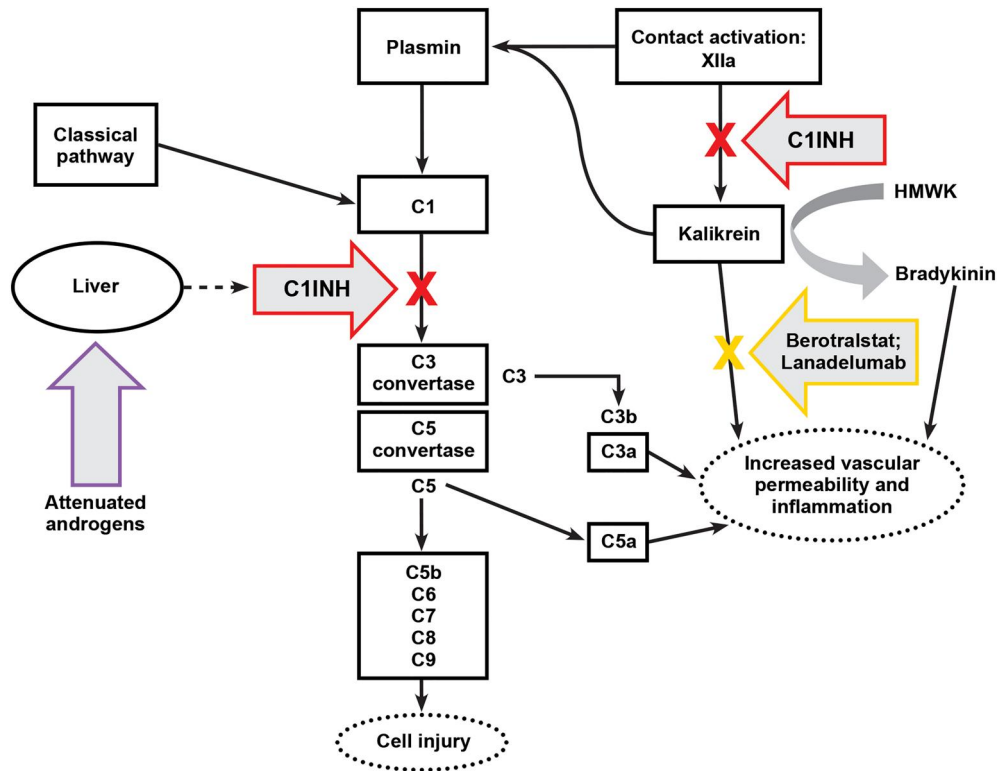 Plasmin
Contact activation:
XIIa
Classical
pathway
C1INH
C1
HMWK
Kalikrein
Liver
C1INH
Bradykinin
Berotralstat;
Lanadelumab
C3
convertase
C3
C3b
C5
convertase
C3a
Increased vascular
permeability and
inflammation
Attenuated
androgens
C5
C5a
C5b
C6
C7
C8
C9
Cell injury